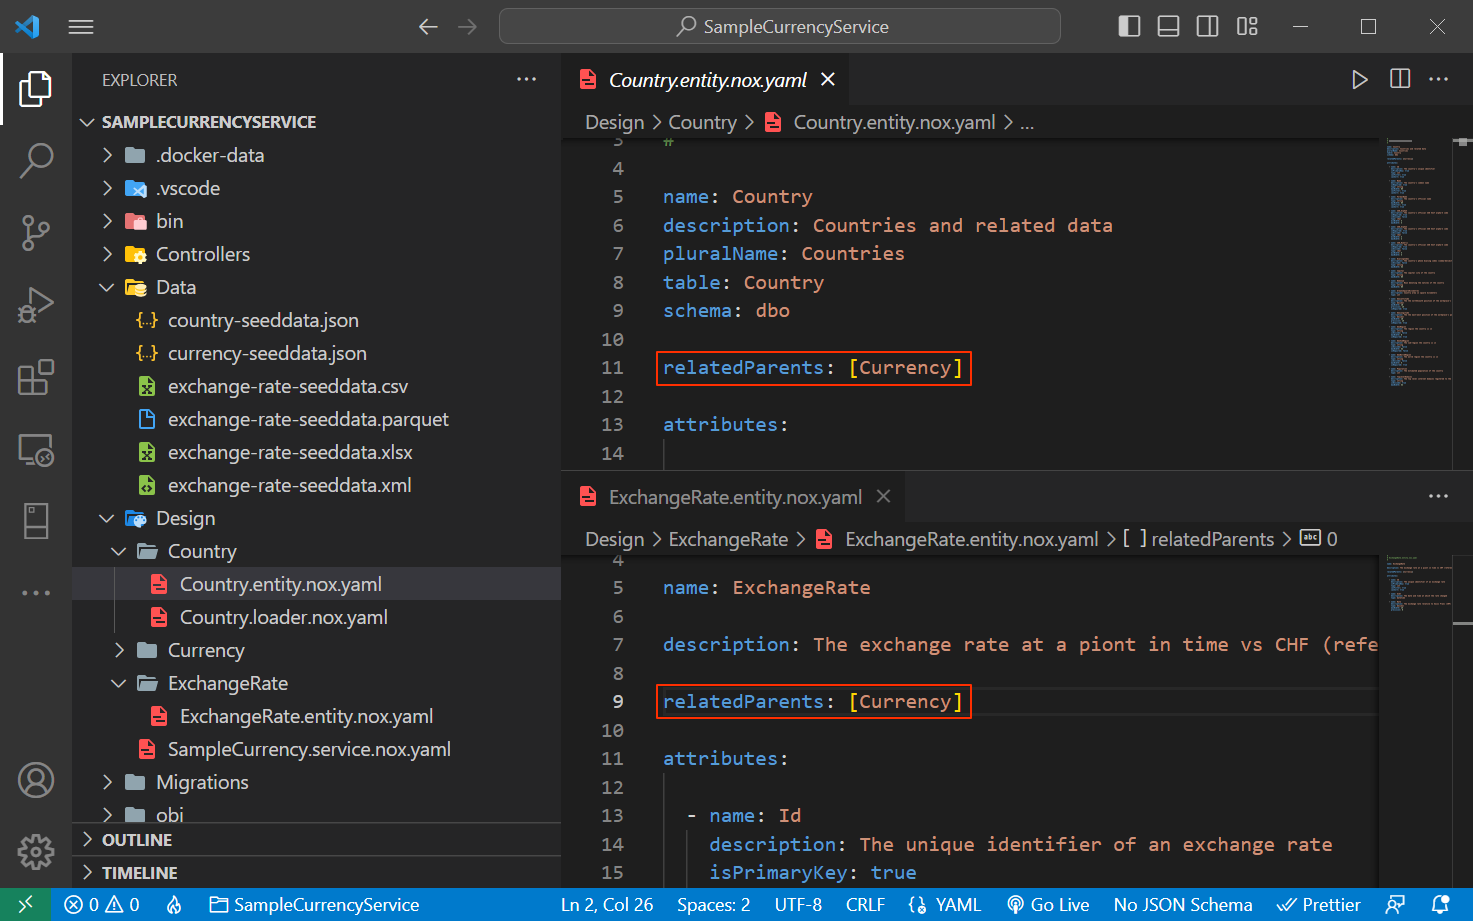 SampleCurrencyService
EXPLORER
SAMPLECURRENCYSERVICE
.docker-data
.vscode
bin
Controllers
Data
country-seeddata.json
currency-seeddata.json
exchange-rate-seeddata.csv
exchange-rate-seeddata.parquet
exchange-rate-seeddata.xlsx
exchange-rate-seeddata.xml
Design
Country
Country.entity.nox.yaml
Country.loader.nox.yaml
Currency
ExchangeRate
ExchangeRate.entity.nox.yaml
SampleCurrency.service.nox.yaml
Migrations
obj
OUTLINE
TIMELINE
Country.entity.nox.yaml
Design > Country > Country.entity.nox.yaml > ...
3 #
4
5 name: Country
6 description: Countries and related data
7 pluralName: Countries
8 table: Country
9 schema: dbo
10
11 relatedParents: [Currency]
12
13 attributes:
14
ExchangeRate.entity.nox.yaml
Design > ExchangeRate > ExchangeRate.entity.nox.yaml > [ ] relatedParents > abc 0
4
5 name: ExchangeRate
6
7 description: The exchange rate at a piont in time vs CHF (refe
8
9 relatedParents: [Currency]
10
11 attributes:
12
13 - name: Id
14 description: The unique identifier of an exchange rate
15 isPrimaryKey: true
0 0 SampleCurrencyService Ln 2, Col 26 Spaces: 2 UTF-8 CRLF YAML Go Live No JSON Schema Prettier